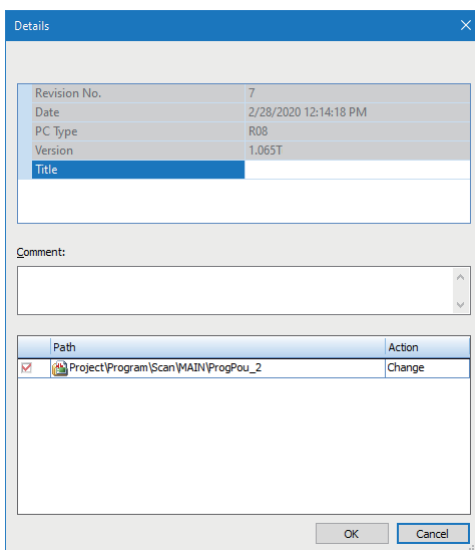 Details
Revision No. 7
Date 2/28/2020 12:14:18 PM
PC Type R08
Version 1.065T
Title
Comment:
Path Action
Project\Program\Scan\MAIN\ProgPou_2 Change
OK Cancel